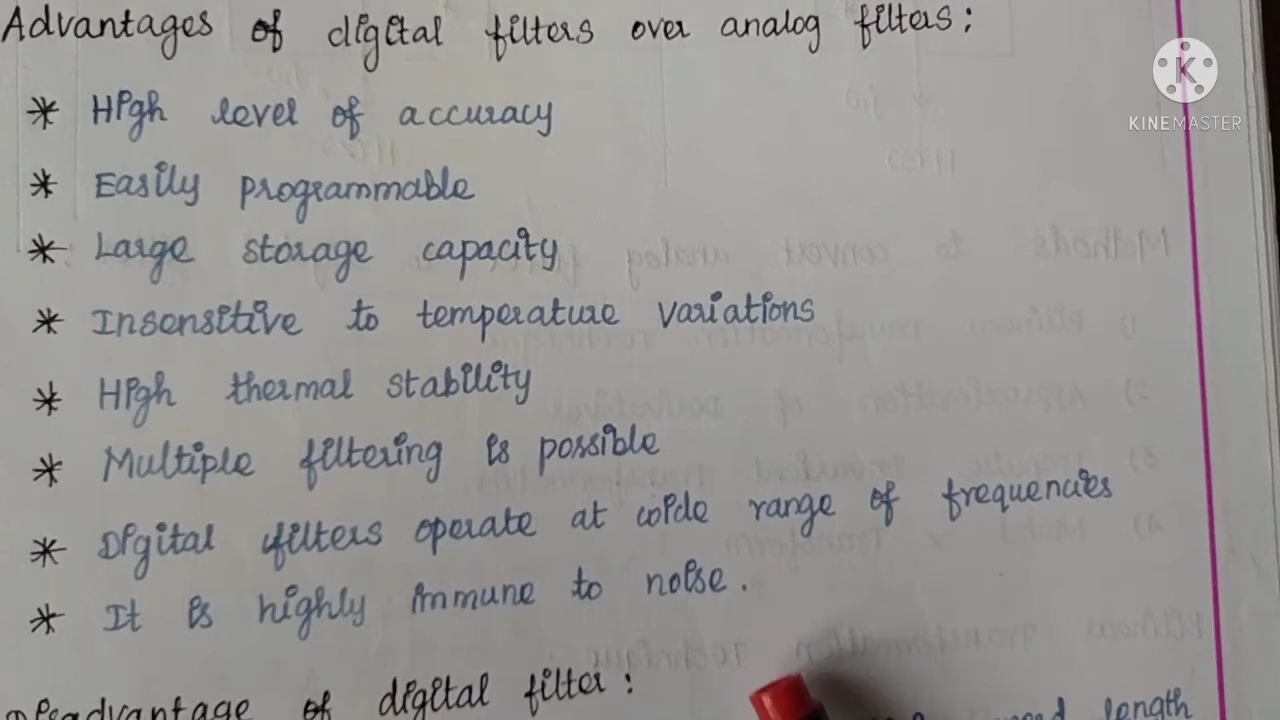 Advantages of digital filters over analog filters:
* High level of accuracy
* Easily programmable
* Large storage capacity
* Insensitive to temperature variations
* High thermal stability
* Multiple filtering is possible
* Digital filters operate at wide range of frequencies
* It is highly immune to noise.
Disadvantage of digital filter:
length
KINEMASTER